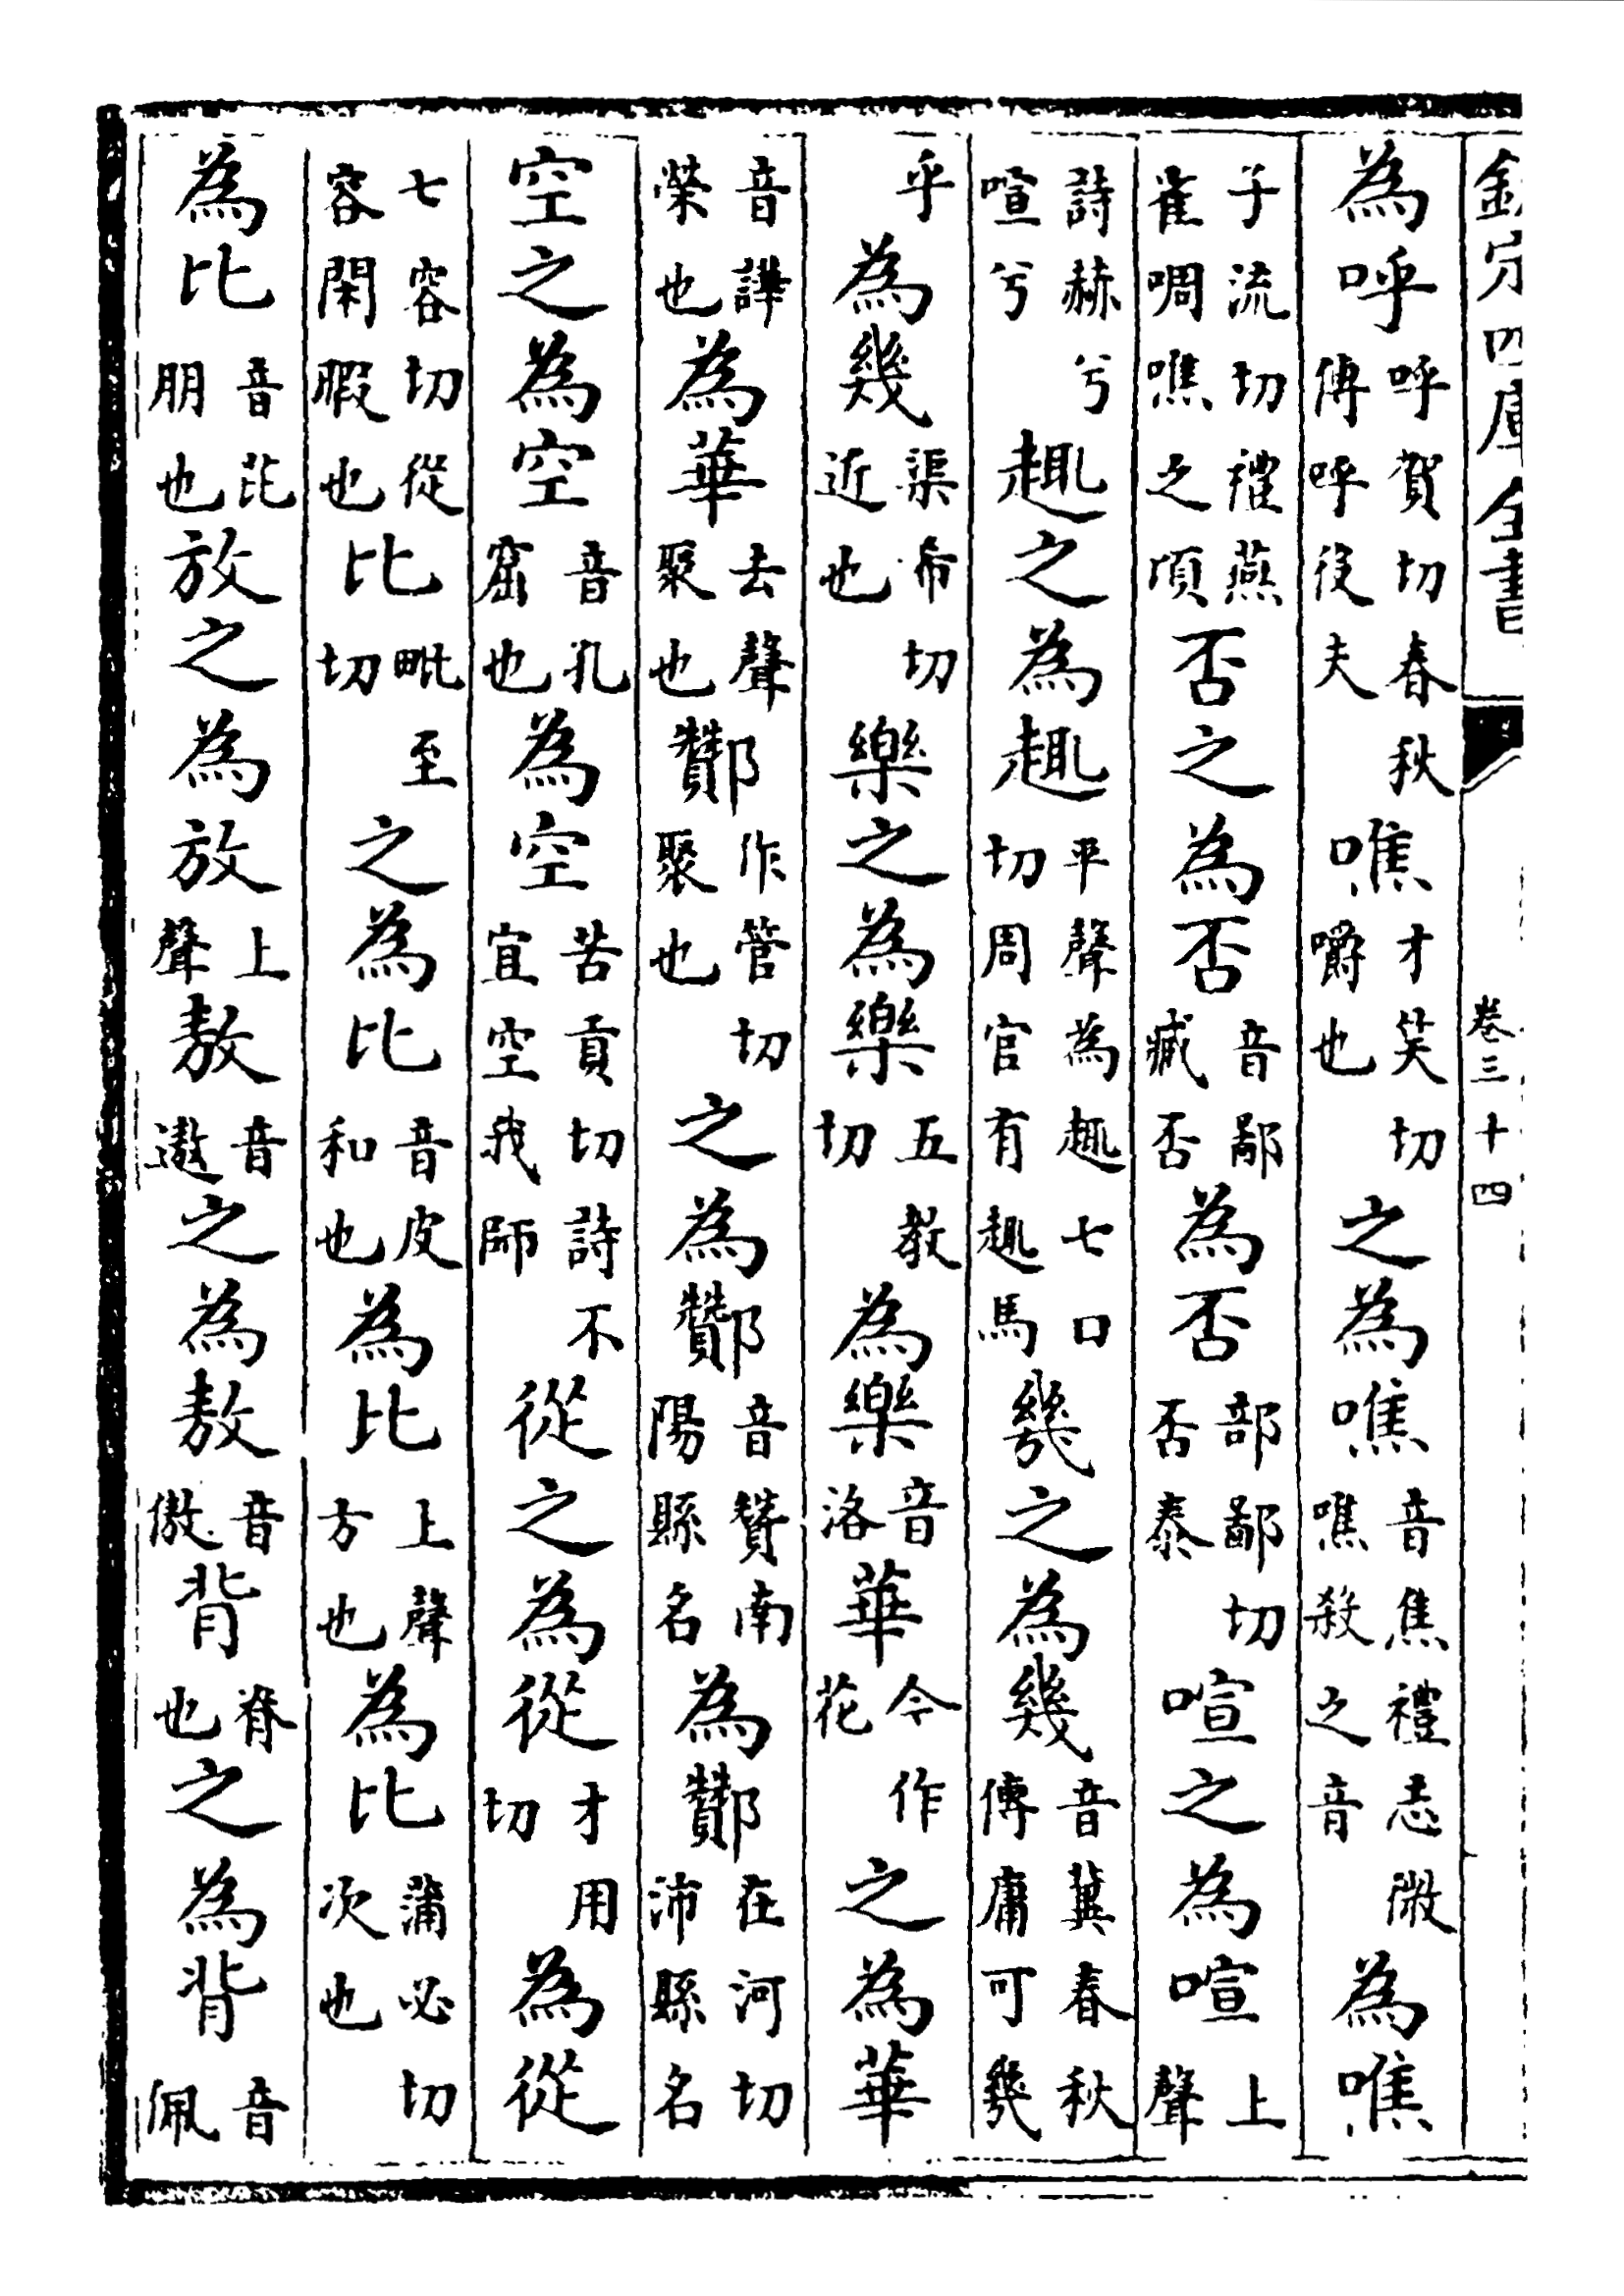 欽定四庫全書 卷三十四
為呼呼賀切春秋傳呼役夫噍才笑切嚼也之為噍音焦禮志微噍殺之音為噍
子流切禮燕雀啁噍之頃否之為否音鄙臧否為否部鄙切否泰喧之為喧上聲
詩赫兮喧兮趣之為趣平聲為趣七口切周官有趣馬幾之為幾音冀春秋傳庸可幾
乎為幾渠希切近也樂之為樂五教切為樂音洛華今作花之為華
音譁榮也為華去聲聚也酇作管切聚也之為酇音贊南陽縣名為酇在河切沛縣名
空之為空音孔窟也為空苦貢切詩不宜空我師從之為從才用切為從
七容切從容閑暇也比毗至切之為比音皮和也為比上聲方也為比蒲必切次也
為比音芘朋也放之為放上聲敖音遨之為敖音傲背脊也之為背音佩